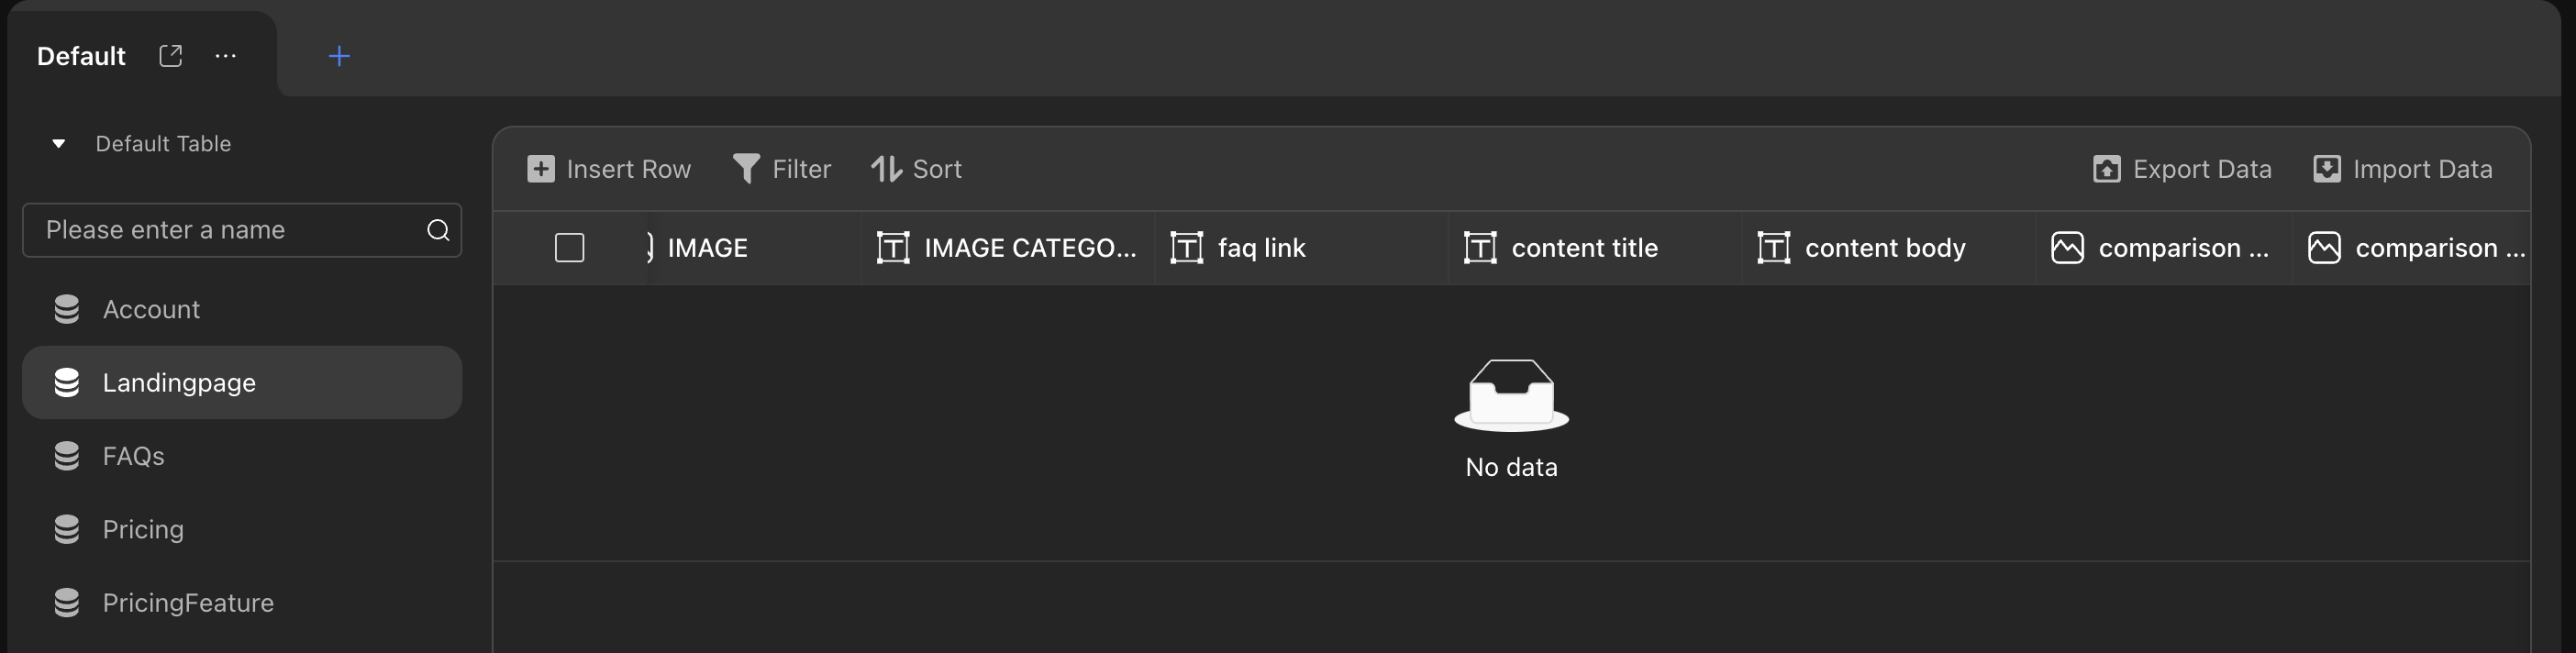 Default ...
Default Table
Please enter a name
Account
Landingpage
FAQs
Pricing
PricingFeature
Insert Row Filter Sort Export Data Import Data
IMAGE IMAGE CATEGO... faq link content title content body comparison ... comparison ...
No data